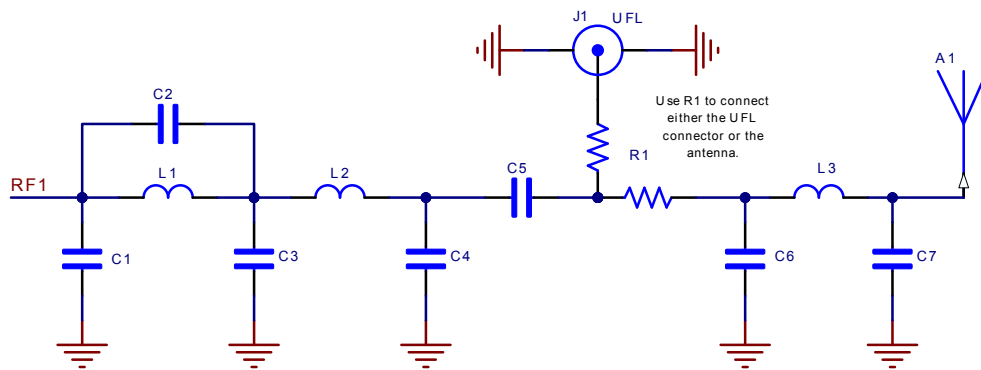 J1 UFL
A1
C2
Use R1 to connect
either the UFL
connector or the
antenna.
R1
RF1
L1
L2
C5
L3
C1
C3
C4
C6
C7